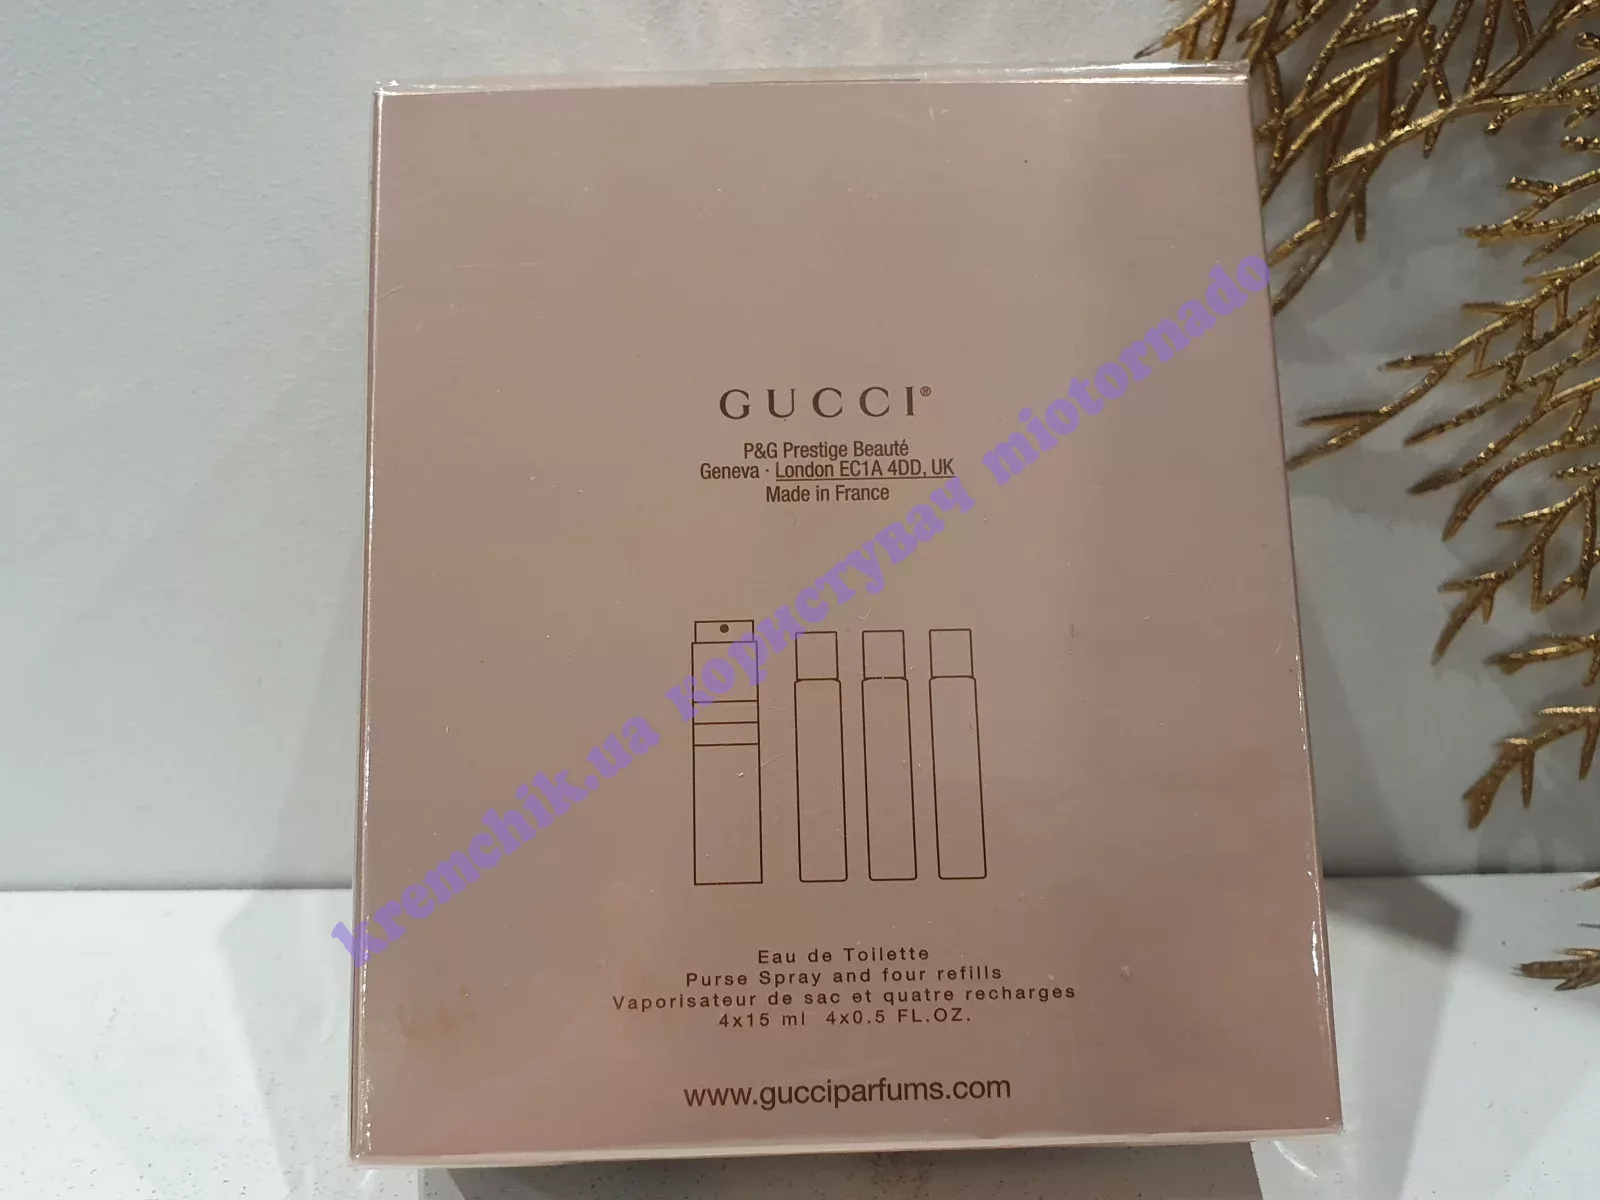 GUCCI®
P&G Prestige Beauté
Geneva · London EC1A 4DD, UK
Made in France
kremchik.ua користувач miotornado
Eau de Toilette
Purse Spray and four refills
Vaporisateur de sac et quatre recharges
4x15 ml 4x0.5 FL.OZ.
www.gucciparfums.com